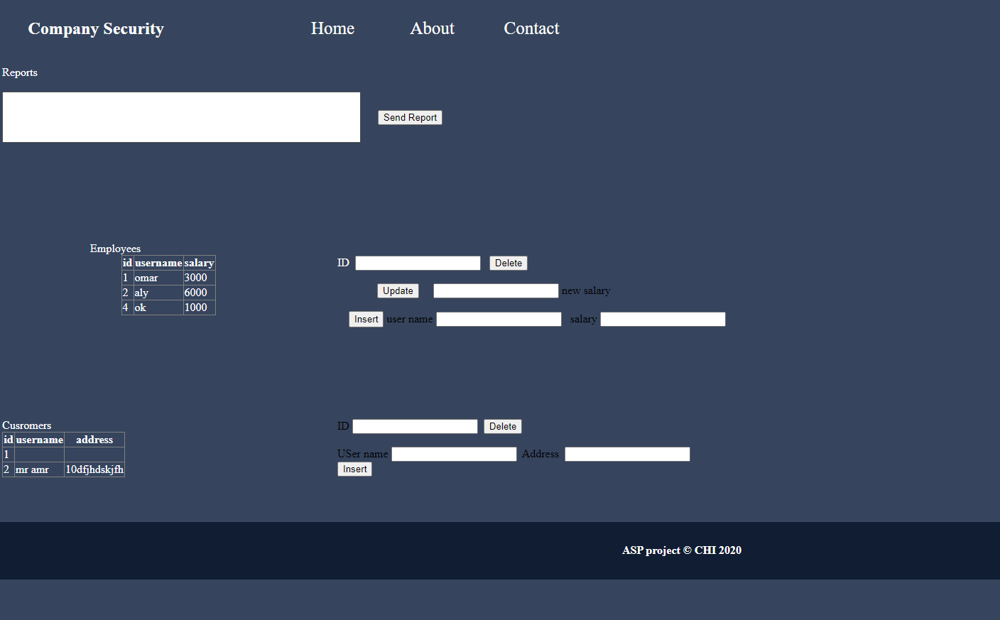 Company Security Home About Contact
Reports
Send Report
Employees
id username salary
1 omar 3000
2 aly 6000
4 ok 1000
ID Delete
Update new salary
Insert user name salary
Cusromers
id username address
1
2 mr amr 10dfjhdskjfh
ID Delete
USer name Address
Insert
ASP project © CHI 2020